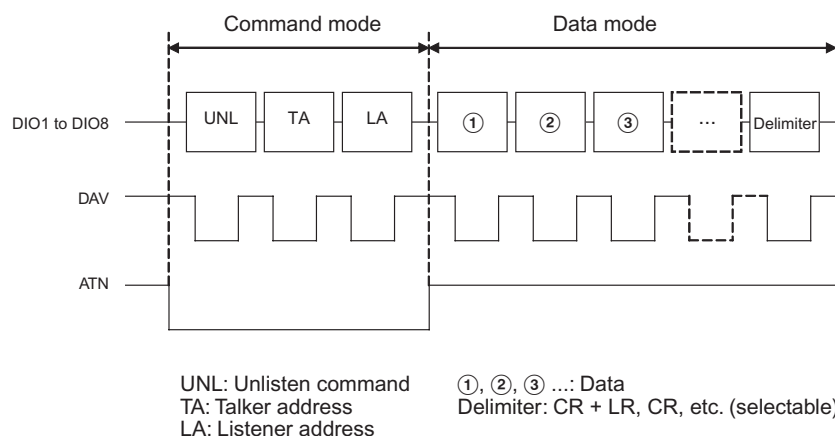 Command mode
Data mode
DIO1 to DIO8
UNL
TA
LA
①
②
③
...
Delimiter
DAV
ATN
UNL: Unlisten command
TA: Talker address
LA: Listener address
①, ②, ③ ...: Data
Delimiter: CR + LR, CR, etc. (selectable)